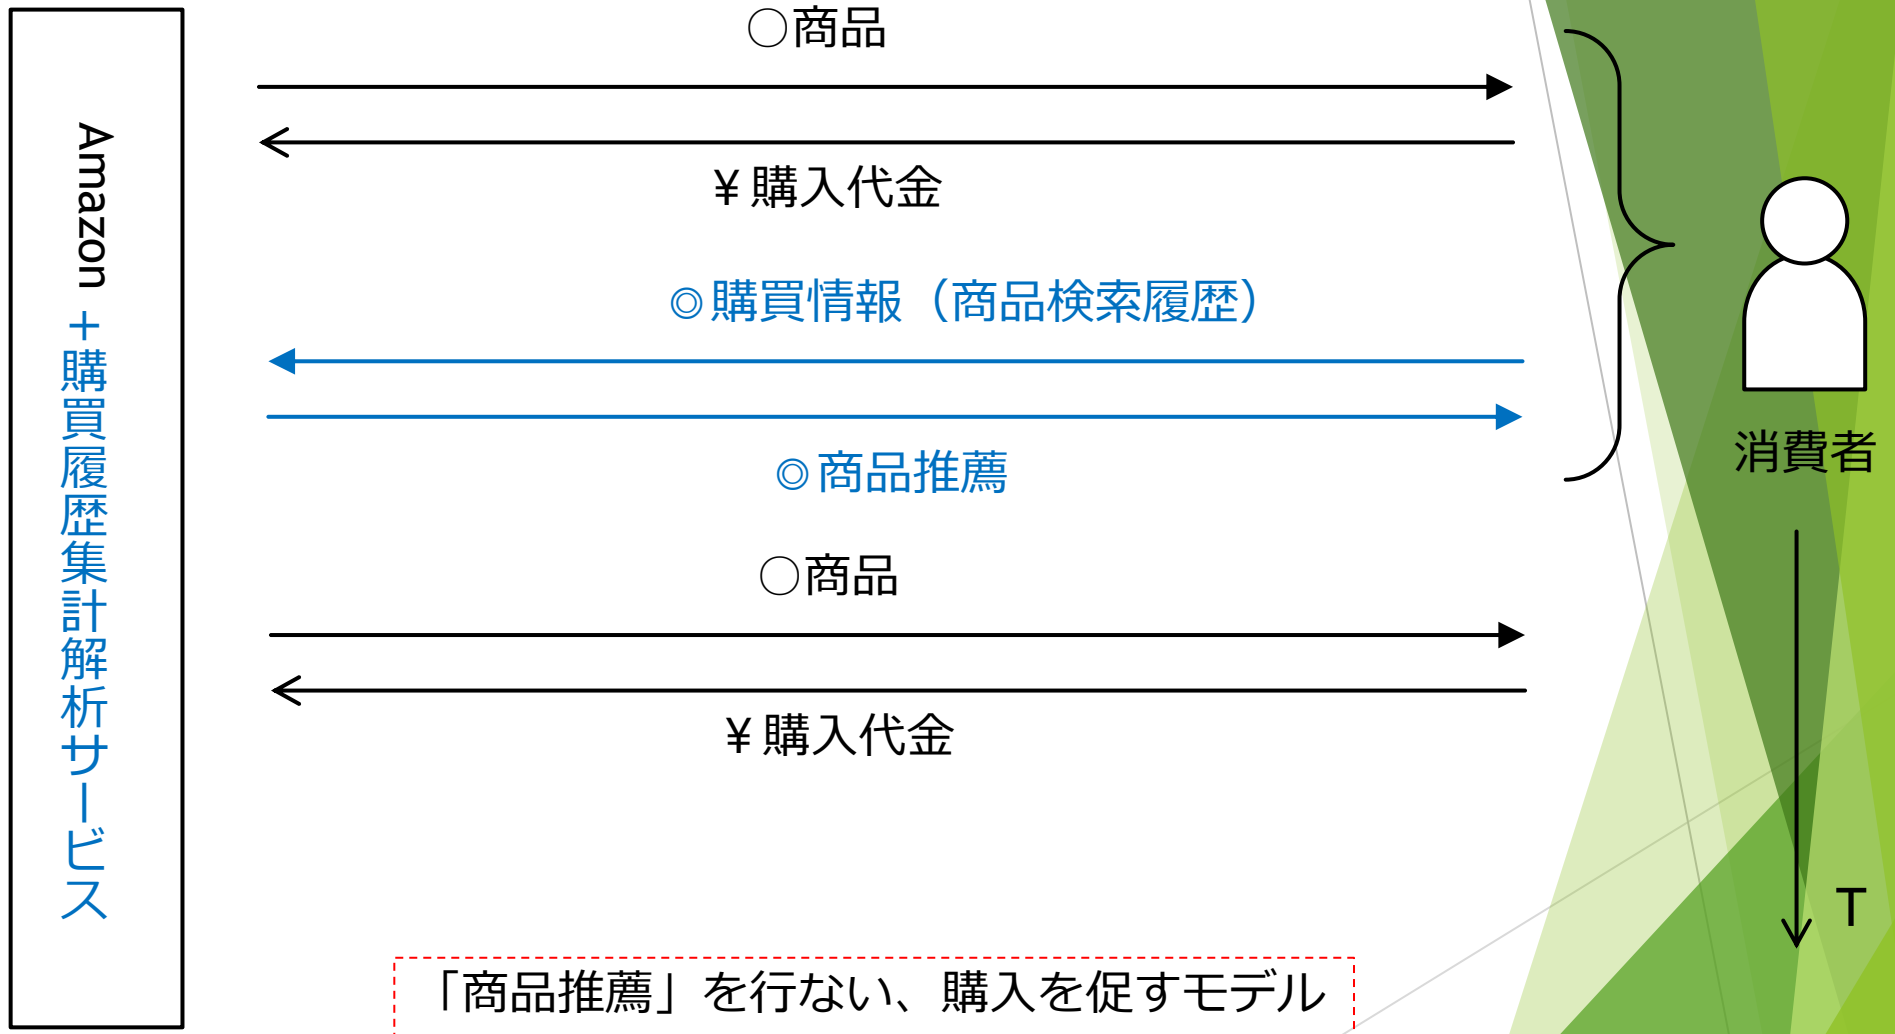 ○商品
¥購入代金
◎購買情報（商品検索履歴）
◎商品推薦
○商品
¥購入代金
Amazon +購買履歴集計解析サービス
消費者
T
「商品推薦」を行ない、購入を促すモデル